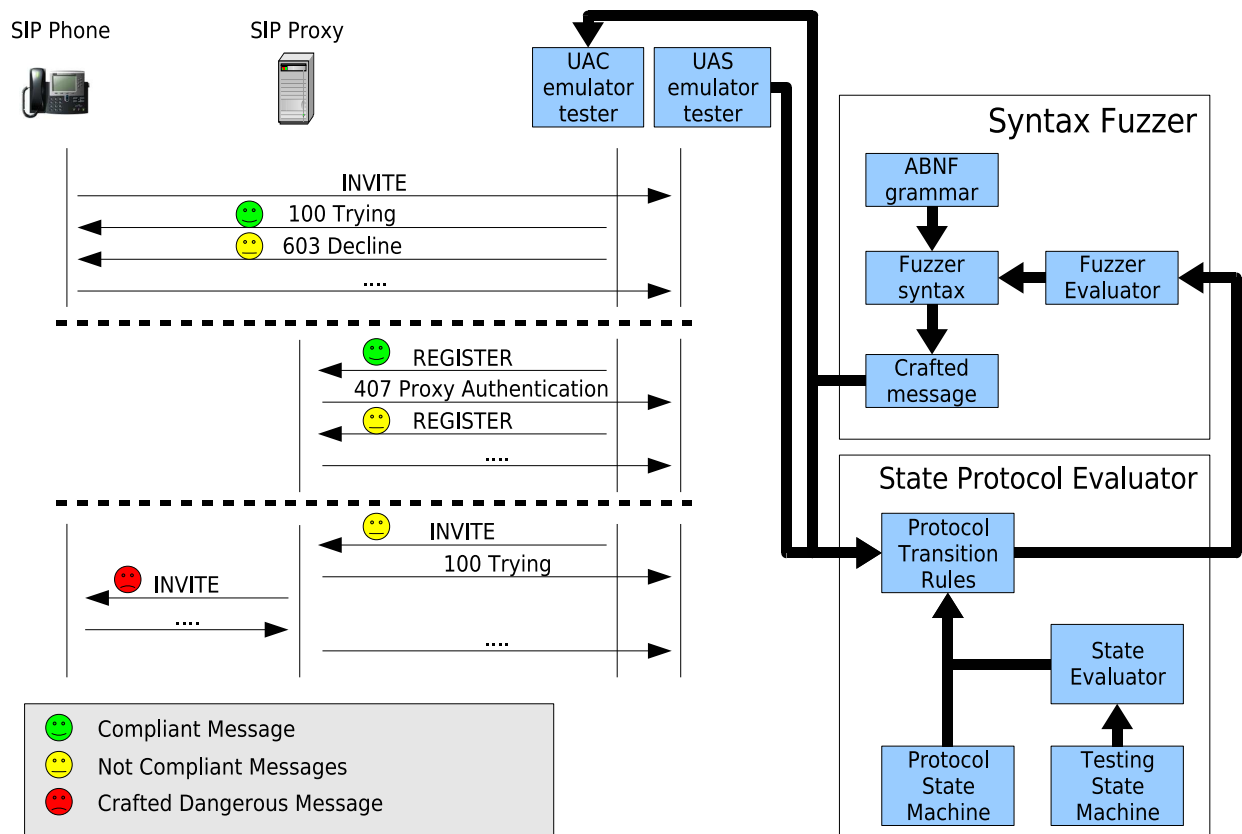 SIP Phone
SIP Proxy
UAC
emulator
tester
UAS
emulator
tester
INVITE
100 Trying
603 Decline
....
REGISTER
407 Proxy Authentication
REGISTER
....
INVITE
100 Trying
INVITE
....
....
Compliant Message
Not Compliant Messages
Crafted Dangerous Message
Syntax Fuzzer
ABNF
grammar
Fuzzer
syntax
Fuzzer
Evaluator
Crafted
message
State Protocol Evaluator
Protocol
Transition
Rules
State
Evaluator
Protocol
State
Machine
Testing
State
Machine